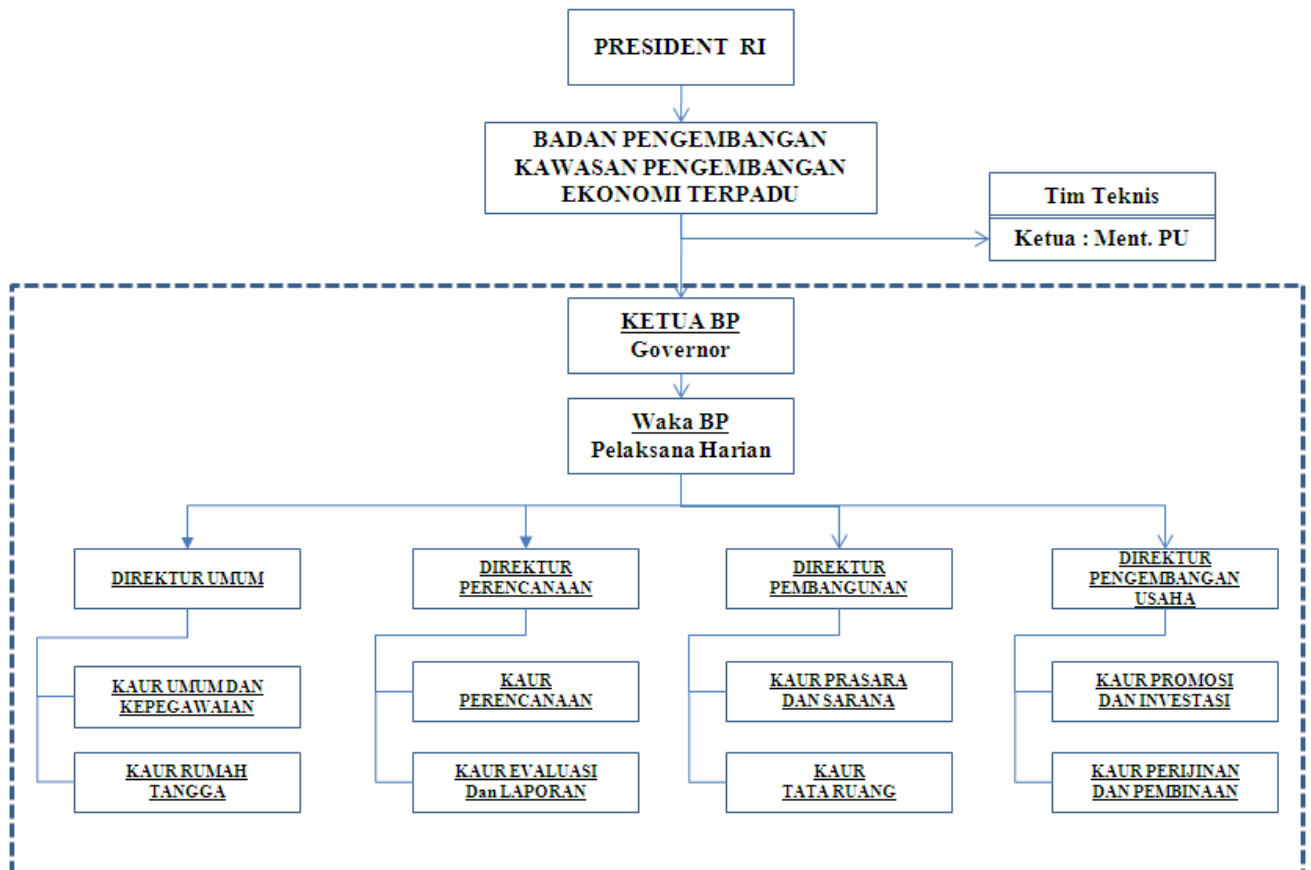 PRESIDENT RI
BADAN PENGEMBANGAN
KAWASAN PENGEMBANGAN
EKONOMI TERPADU
Tim Teknis
Ketua : Ment. PU
KETUA BP
Governor
Waka BP
Pelaksana Harian
DIREKTUR UMUM
DIREKTUR
PERENCANAAN
DIREKTUR
PEMBANGUNAN
DIREKTUR
PENGEMBANGAN
USAHA
KAUR UMUM DAN
KEPEGAWAIAN
KAUR
PERENCANAAN
KAUR PRASARA
DAN SARANA
KAUR PROMOSI
DAN INVESTASI
KAUR RUMAH
TANGGA
KAUR EVALUASI
Dan LAPORAN
KAUR
TATA RUANG
KAUR PERIJINAN
DAN PEMBINAAN